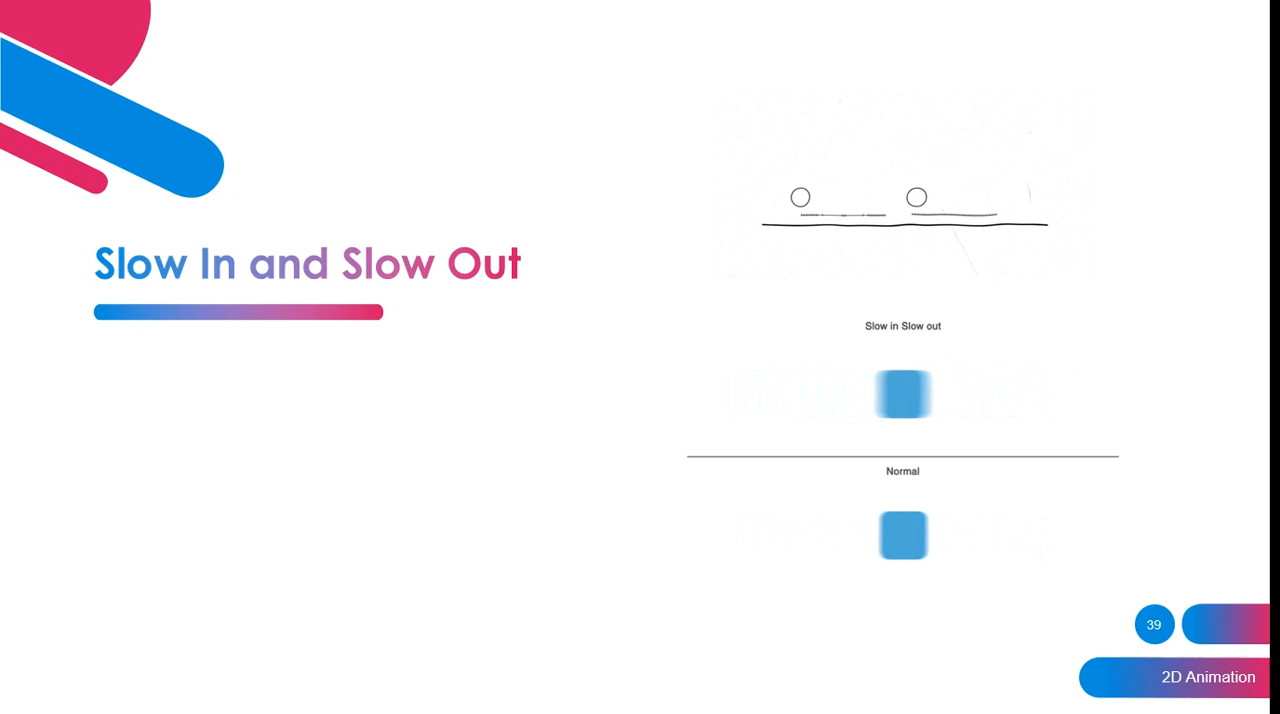 Slow In and Slow Out
Slow in Slow out
Normal
39
2D Animation